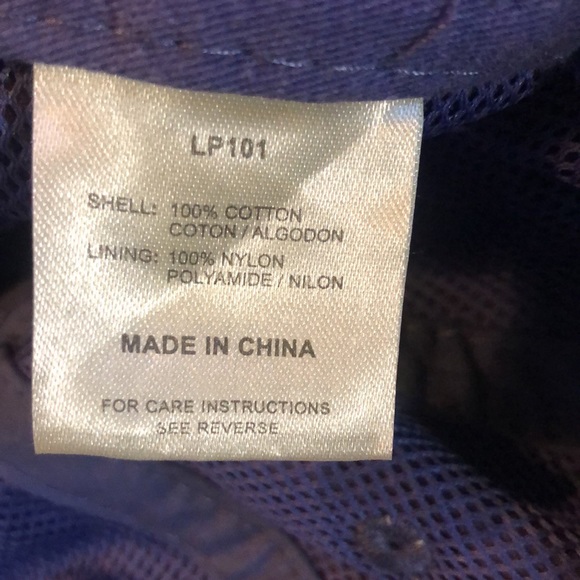 LP101
SHELL: 100% COTTON
COTON / ALGODON
LINING: 100% NYLON
POLYAMIDE / NILON
MADE IN CHINA
FOR CARE INSTRUCTIONS
SEE REVERSE